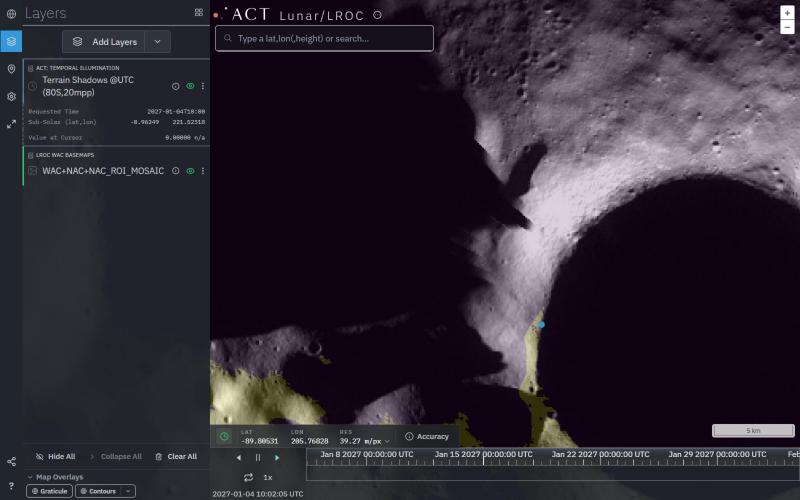 Layers
Add Layers
ACT: TEMPORAL ILLUMINATION
Terrain Shadows @UTC
(80S,20mpp)
Requested Time 2027-01-04T10:00
Sub-Solar (lat,lon) -0.96249 221.52318
Value at Cursor 0.00000 n/a
LROC WAC BASEMAPS
WAC+NAC+NAC_ROI_MOSAIC
Hide All
Collapse All
Clear All
Map Overlays
Graticule
Contours
ACT Lunar/LROC
Type a lat,lon(,height) or search...
LAT LON RES
-89.80531 205.76828 39.27 m/px
Accuracy
5 km
1x
2027-01-04 10:02:05 UTC
Jan 8 2027 00:00:00 UTC
Jan 15 2027 00:00:00 UTC
Jan 22 2027 00:00:00 UTC
Jan 29 2027 00:00:00 UTC
Feb